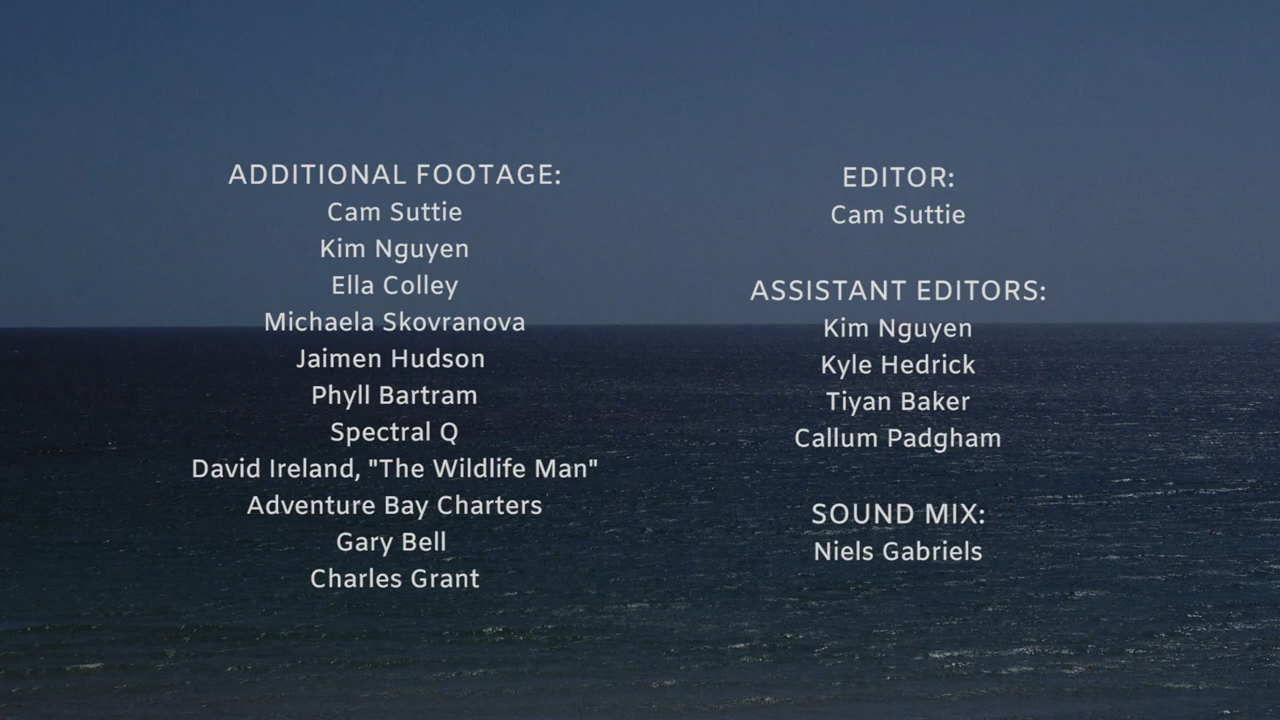 ADDITIONAL FOOTAGE:
Cam Suttie
Kim Nguyen
Ella Colley
Michaela Skovranova
Jaimen Hudson
Phyll Bartram
Spectral Q
David Ireland, "The Wildlife Man"
Adventure Bay Charters
Gary Bell
Charles Grant
EDITOR:
Cam Suttie
ASSISTANT EDITORS:
Kim Nguyen
Kyle Hedrick
Tiyan Baker
Callum Padgham
SOUND MIX:
Niels Gabriels